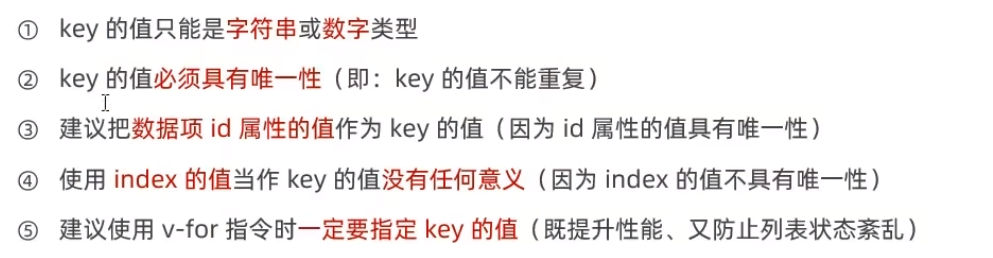 ① key 的值只能是字符串或数字类型
② key 的值必须具有唯一性（即：key 的值不能重复）
③ 建议把数据项 id 属性的值作为 key 的值（因为 id 属性的值具有唯一性）
④ 使用 index 的值当作 key 的值没有任何意义（因为 index 的值不具有唯一性）
⑤ 建议使用 v-for 指令时一定要指定 key 的值（既提升性能、又防止列表状态紊乱）